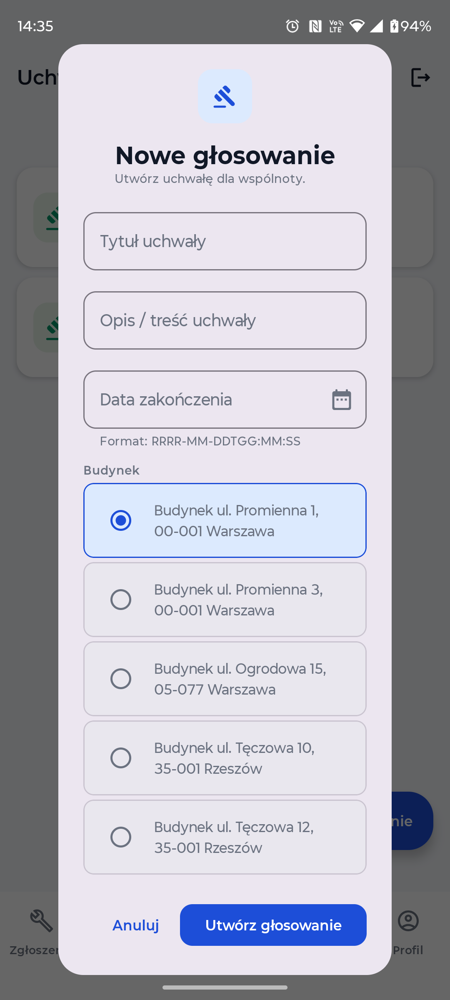 14:35
Vo LTE
94%
Nowe głosowanie
Utwórz uchwałę dla wspólnoty.
Tytuł uchwały
Opis / treść uchwały
Data zakończenia
Format: RRRR-MM-DDTGG:MM:SS
Budynek
Budynek ul. Promienna 1,
00-001 Warszawa
Budynek ul. Promienna 3,
00-001 Warszawa
Budynek ul. Ogrodowa 15,
05-077 Warszawa
Budynek ul. Tęczowa 10,
35-001 Rzeszów
Budynek ul. Tęczowa 12,
35-001 Rzeszów
Anuluj
Utwórz głosowanie
Profil